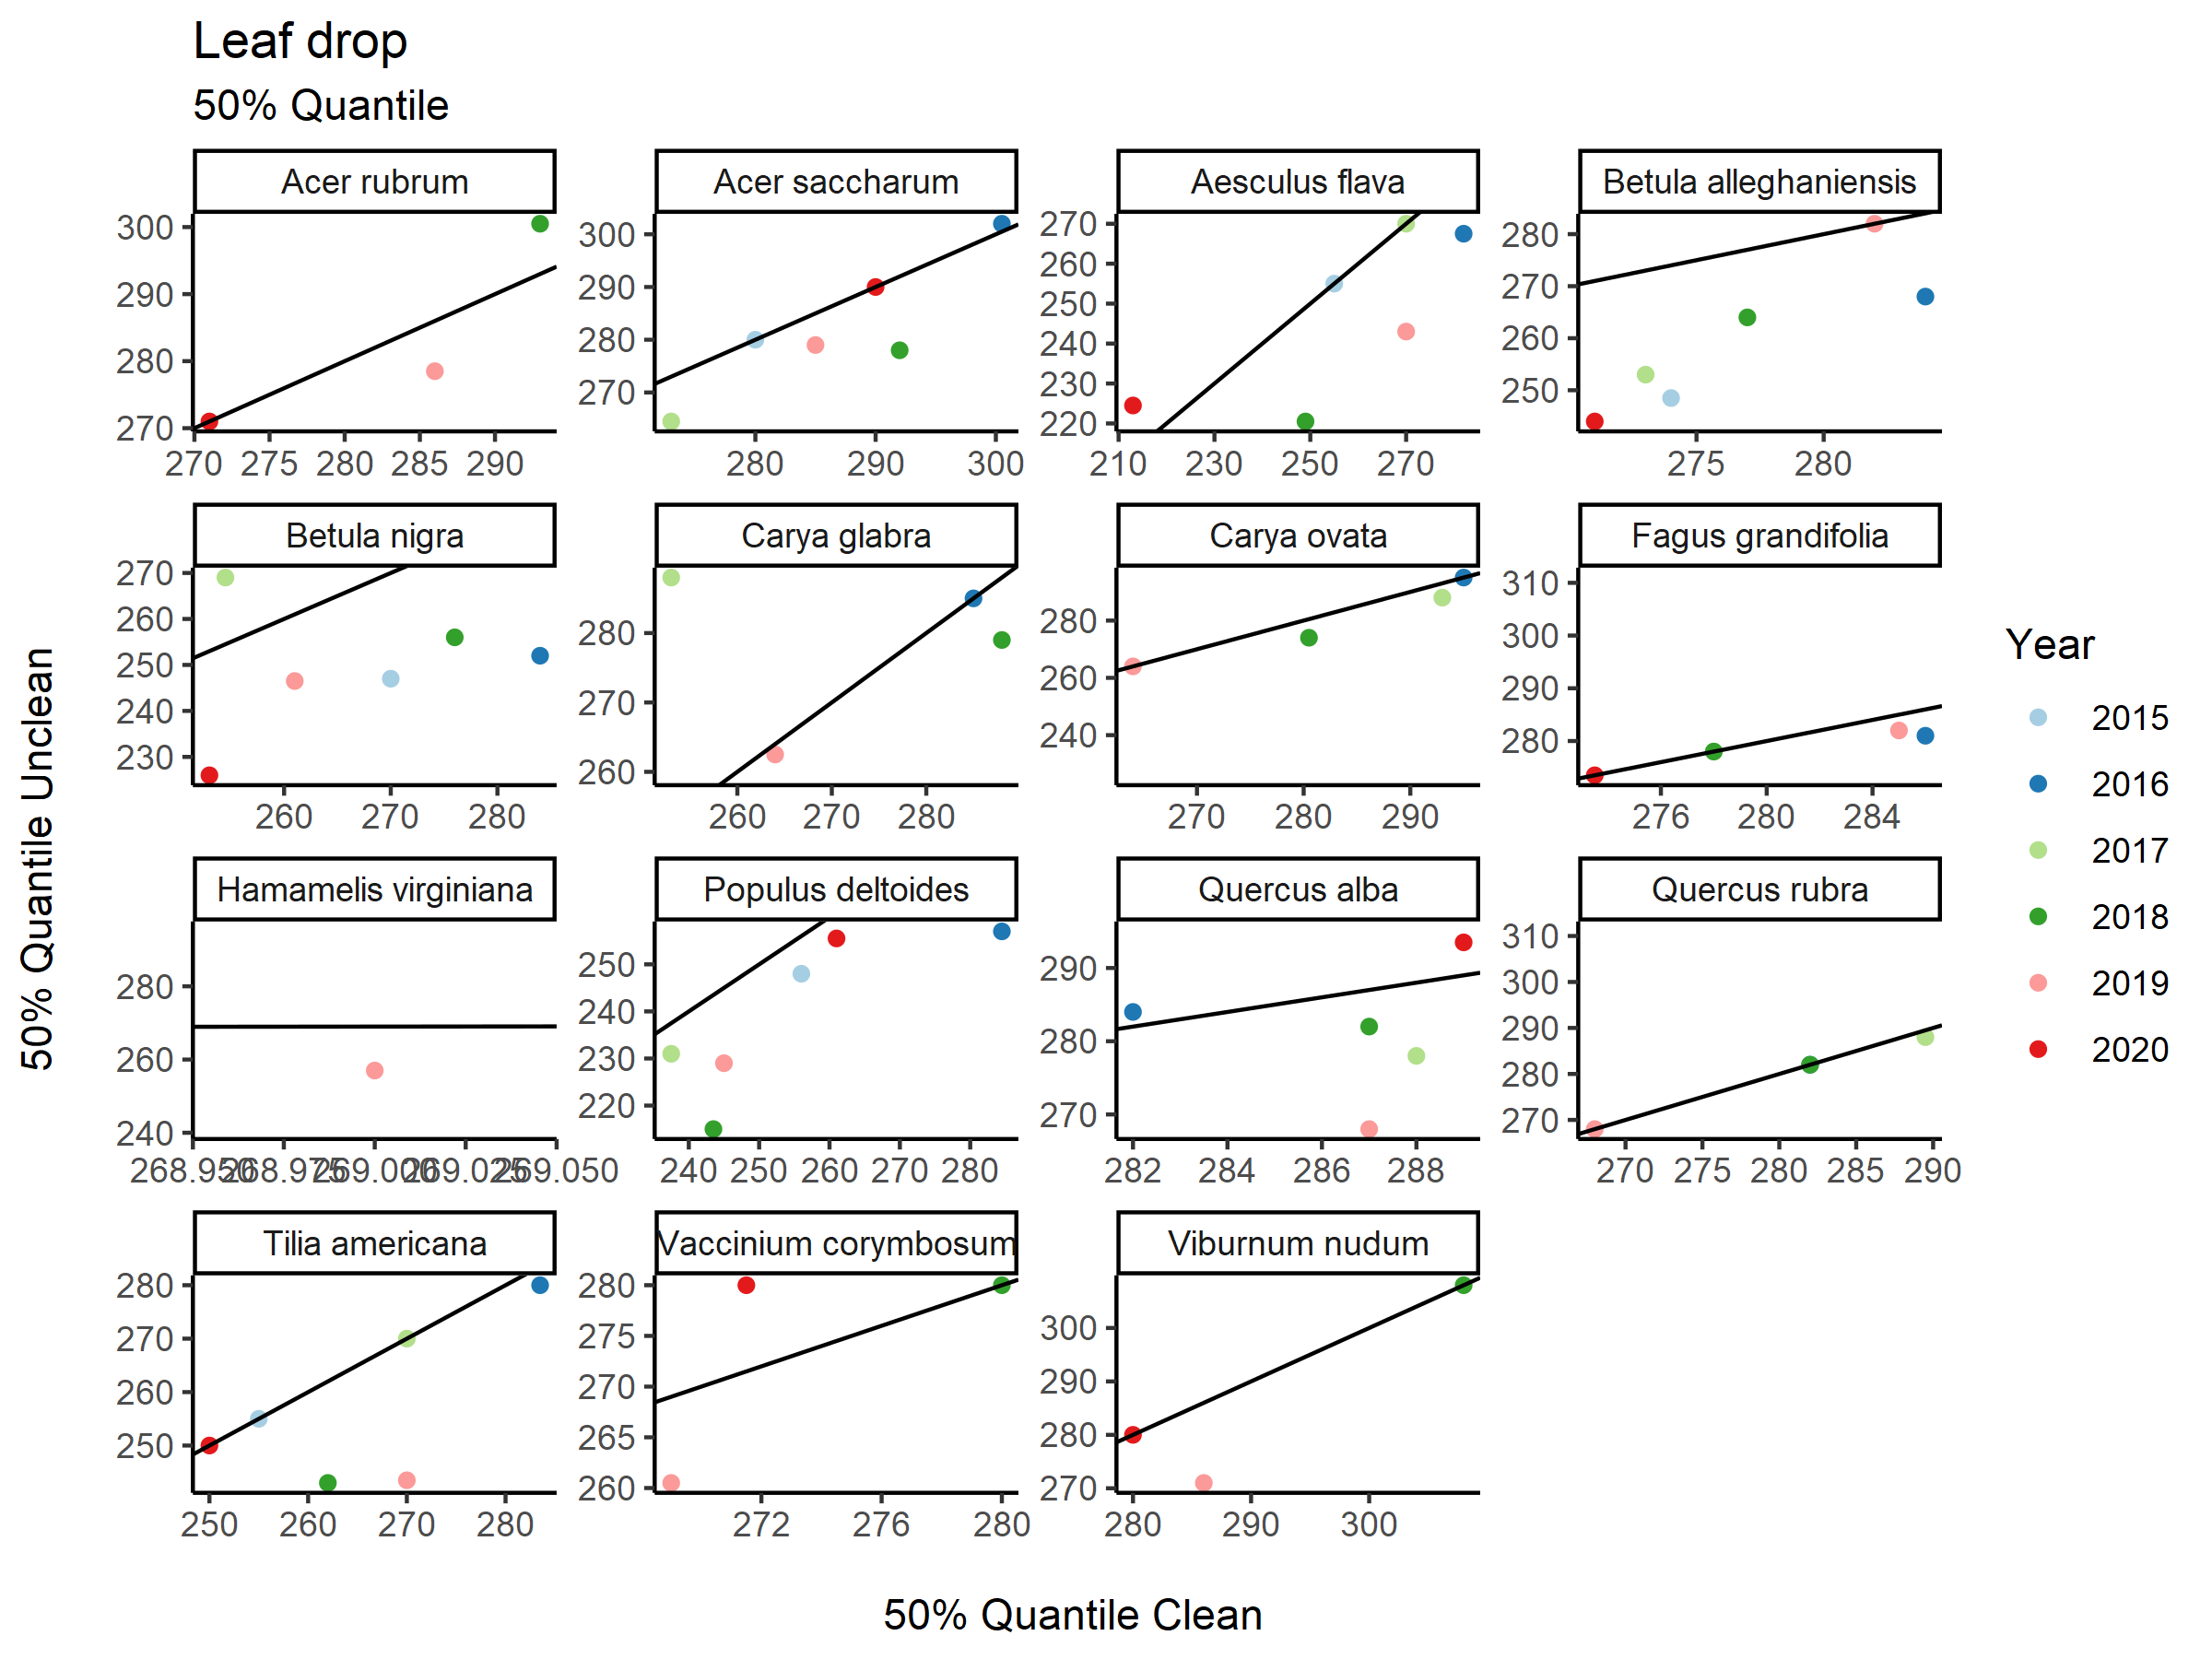 Leaf drop
50% Quantile
Acer rubrum
Acer saccharum
Aesculus flava
Betula alleghaniensis
300
290
280
270
270 275 280 285 290
300
290
280
270
280 290 300
270
260
250
240
230
220
210 230 250 270
280
270
260
250
275 280
Betula nigra
Carya glabra
Carya ovata
Fagus grandifolia
270
260
250
240
230
260 270 280
280
270
260
260 270 280
280
260
240
270 280 290
310
300
290
280
276 280 284
Hamamelis virginiana
Populus deltoides
Quercus alba
Quercus rubra
280
260
240
268.950 268.975 269.000 269.025 269.050
250
240
230
220
240 250 260 270 280
290
280
270
282 284 286 288
310
300
290
280
270
270 275 280 285 290
Tilia americana
Vaccinium corymbosum
Viburnum nudum
280
270
260
250
250 260 270 280
280
275
270
265
260
272 276 280
300
290
280
270
280 290 300
50% Quantile Unclean
50% Quantile Clean
Year
2015
2016
2017
2018
2019
2020